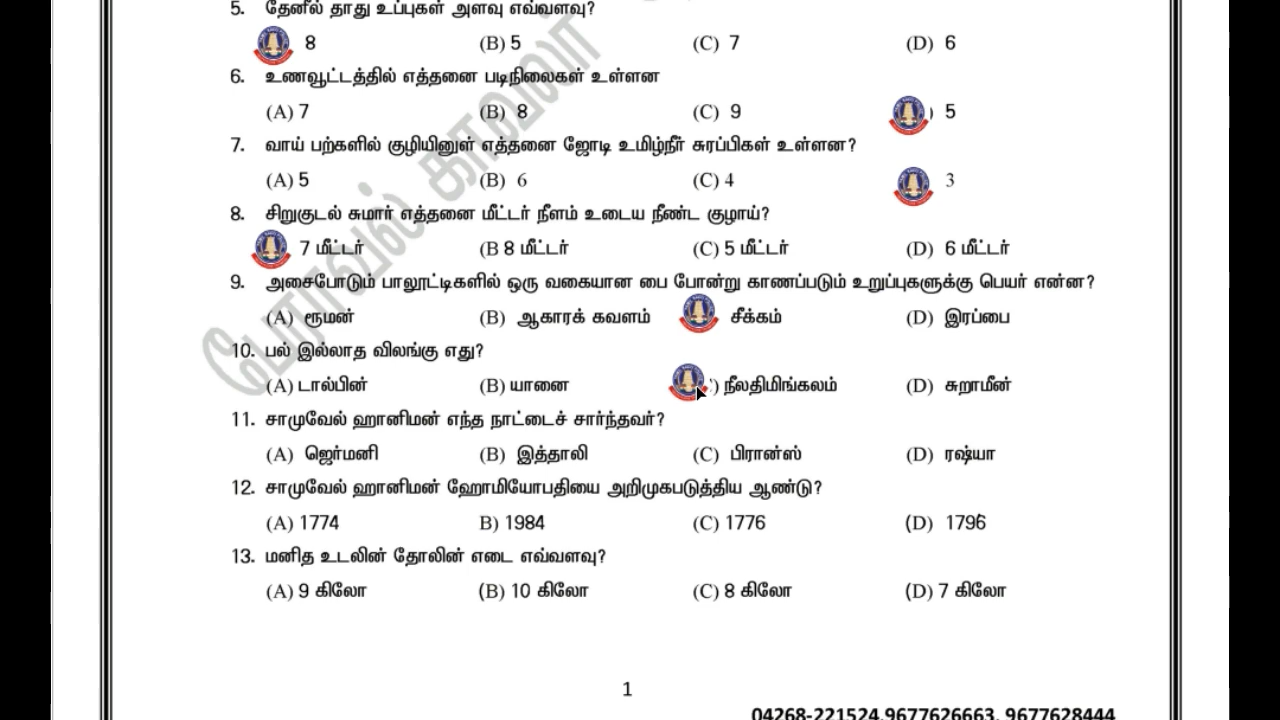 5. தேனீல் தாது உப்புகள் அளவு எவ்வளவு?
8 (B) 5 (C) 7 (D) 6
6. உணவூட்டத்தில் எத்தனை படிநிலைகள் உள்ளன
(A) 7 (B) 8 (C) 9 ) 5
7. வாய் பற்களில் குழியினுள் எத்தனை ஜோடி உமிழ்நீர் சுரப்பிகள் உள்ளன?
(A) 5 (B) 6 (C) 4 3
8. சிறுகுடல் சுமார் எத்தனை மீட்டர் நீளம் உடைய நீண்ட குழாய்?
7 மீட்டர் (B 8 மீட்டர் (C) 5 மீட்டர் (D) 6 மீட்டர்
9. அசைபோடும் பாலூட்டிகளில் ஒரு வகையான பை போன்று காணப்படும் உறுப்புகளுக்கு பெயர் என்ன?
(A) ரூமன் (B) ஆகாரக் கவளம் சீக்கம் (D) இரப்பை
10. பல் இல்லாத விலங்கு எது?
(A) டால்பின் (B) யானை ) நீலதிமிங்கலம் (D) சுறாமீன்
11. சாமுவேல் ஹானிமன் எந்த நாட்டைச் சார்ந்தவர்?
(A) ஜெர்மனி (B) இத்தாலி (C) பிரான்ஸ் (D) ரஷ்யா
12. சாமுவேல் ஹானிமன் ஹோமியோபதியை அறிமுகபடுத்திய ஆண்டு?
(A) 1774 B) 1984 (C) 1776 (D) 1796
13. மனித உடலின் தோலின் எடை எவ்வளவு?
(A) 9 கிலோ (B) 10 கிலோ (C) 8 கிலோ (D) 7 கிலோ
1
04268-221524,9677626663, 9677628444